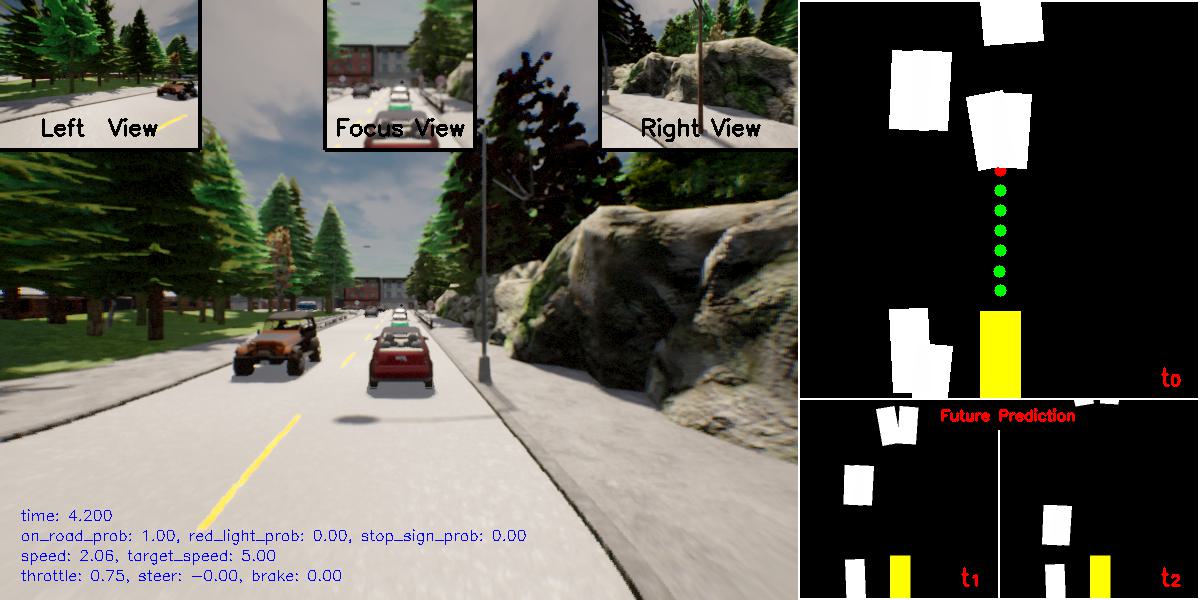 Left View
Focus View
Right View
time: 4.200
on_road_prob: 1.00, red_light_prob: 0.00, stop_sign_prob: 0.00
speed: 2.06, target_speed: 5.00
throttle: 0.75, steer: -0.00, brake: 0.00
t0
Future Prediction
t1
t2